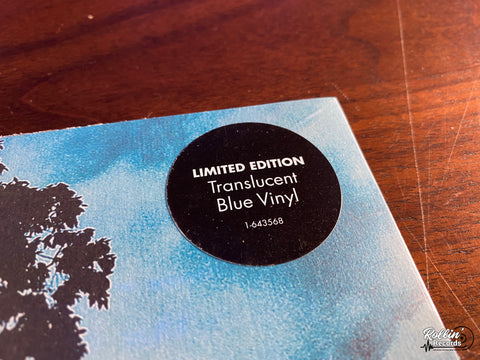 LIMITED EDITION
Translucent
Blue Vinyl
1-643568
Rollin'
Records